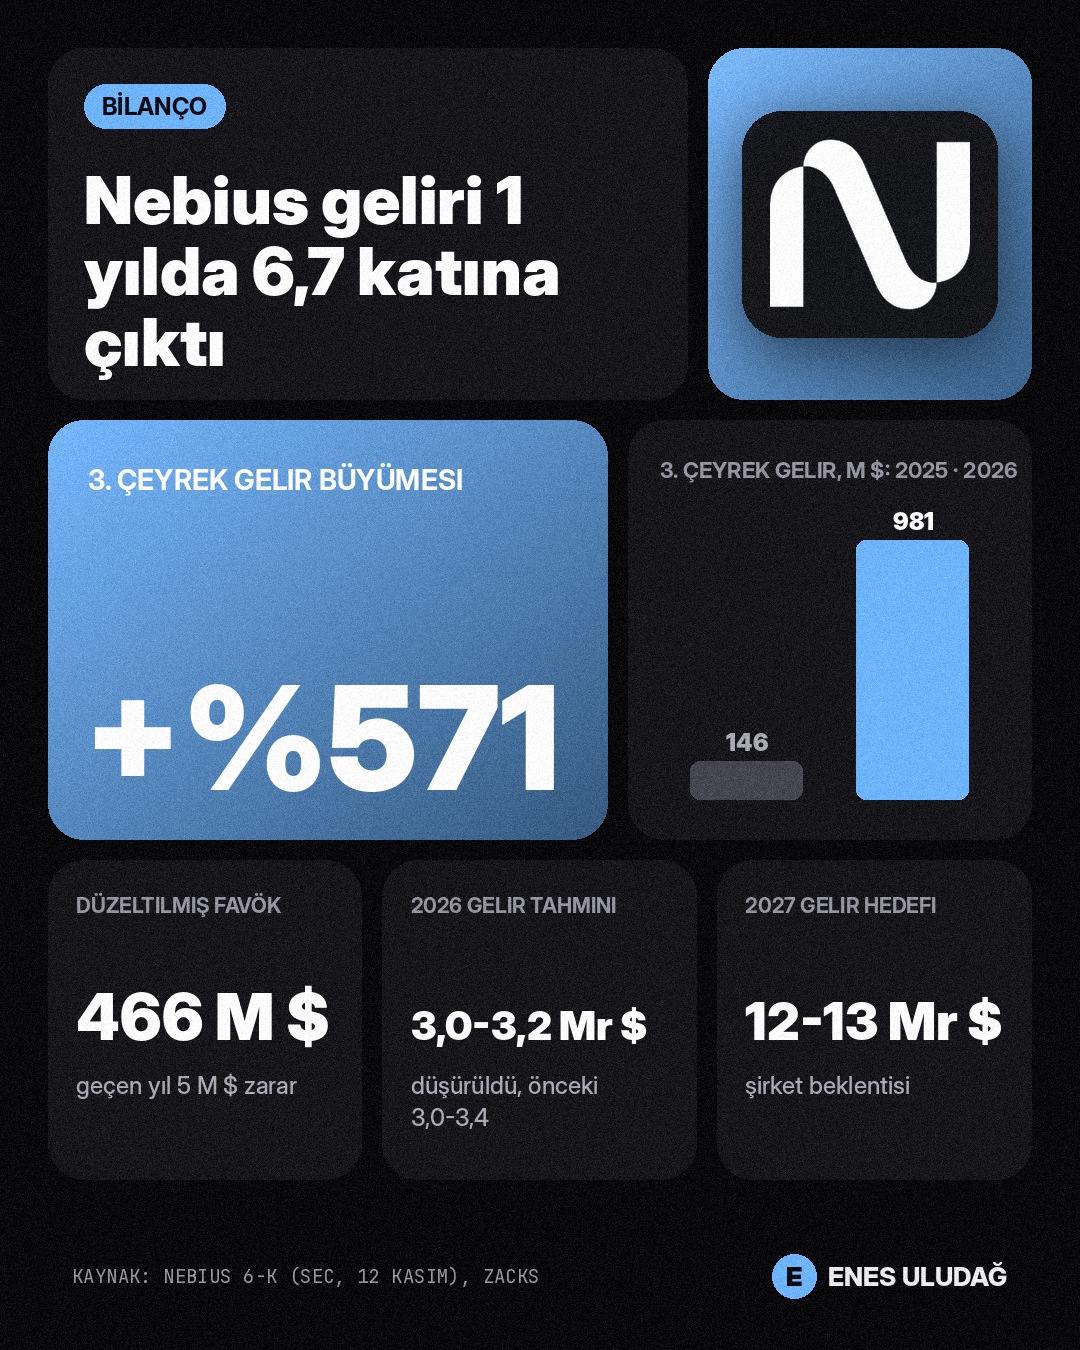 BİLANÇO
Nebius geliri 1
yılda 6,7 katına
çıktı
3. ÇEYREK GELIR BÜYÜMESI
+%571
3. ÇEYREK GELIR, M $: 2025 · 2026
981
146
DÜZELTILMIŞ FAVÖK
466 M $
geçen yıl 5 M $ zarar
2026 GELIR TAHMINI
3,0-3,2 Mr $
düşürüldü, önceki
3,0-3,4
2027 GELIR HEDEFI
12-13 Mr $
şirket beklentisi
KAYNAK: NEBIUS 6-K (SEC, 12 KASIM), ZACKS
E ENES ULUDAĞ